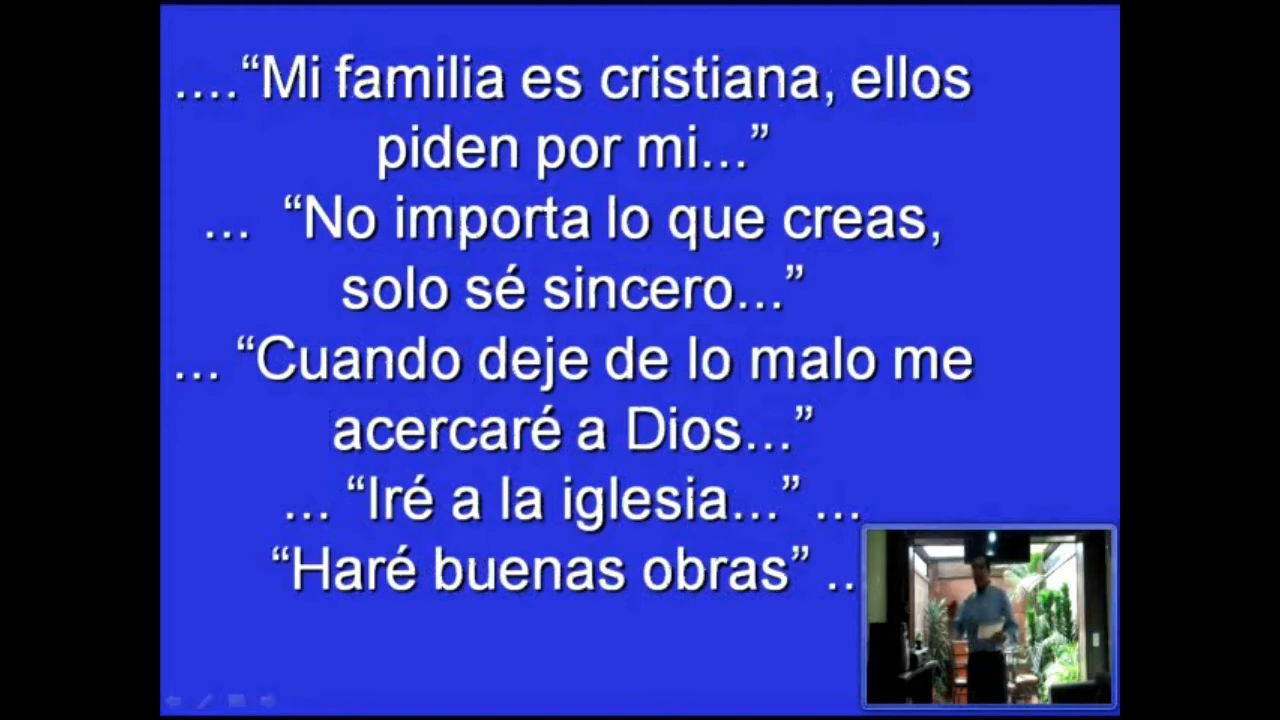 ....“Mi familia es cristiana, ellos
piden por mi...”
... “No importa lo que creas,
solo sé sincero...”
... “Cuando deje de lo malo me
acercaré a Dios...”
... “Iré a la iglesia...” ...
“Haré buenas obras” ..